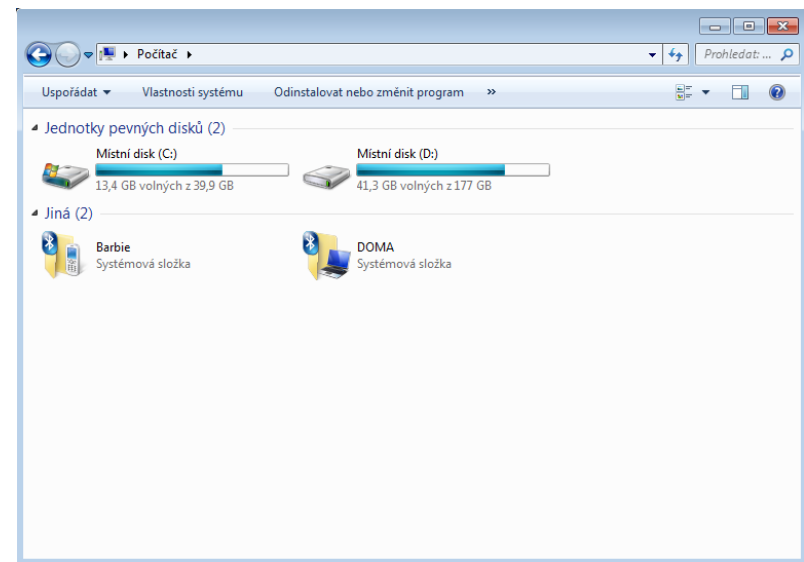 Počítač
Prohledat: ...
Uspořádat
Vlastnosti systému
Odinstalovat nebo změnit program
»
Jednotky pevných disků (2)
Místní disk (C:)
13,4 GB volných z 39,9 GB
Místní disk (D:)
41,3 GB volných z 177 GB
Jiná (2)
Barbie
Systémová složka
DOMA
Systémová složka